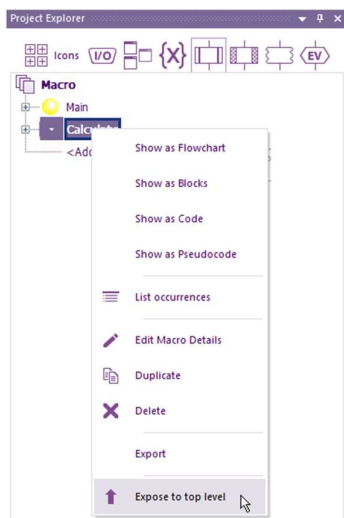 Project Explorer
Icons I/O {X} EV
Macro
Main
<Add
Show as Flowchart
Show as Blocks
Show as Code
Show as Pseudocode
List occurrences
Edit Macro Details
Duplicate
Delete
Export
Expose to top level